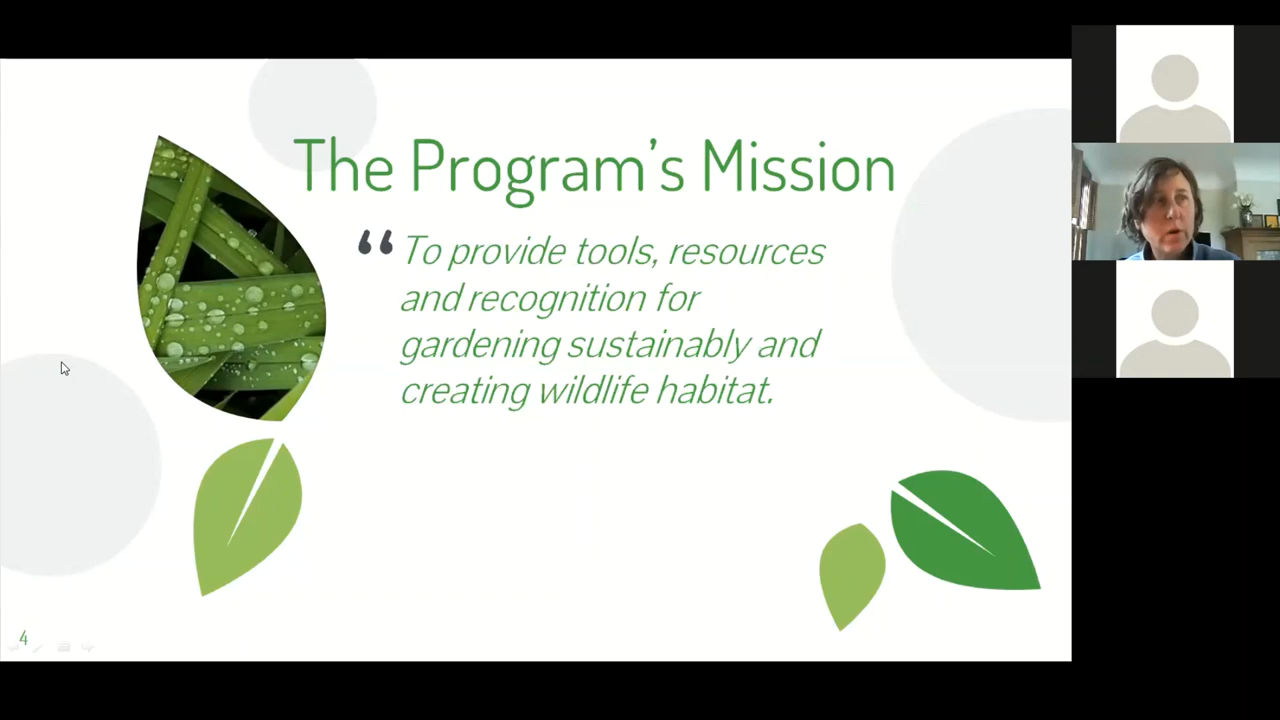 The Program’s Mission
“ To provide tools, resources
and recognition for
gardening sustainably and
creating wildlife habitat.
4